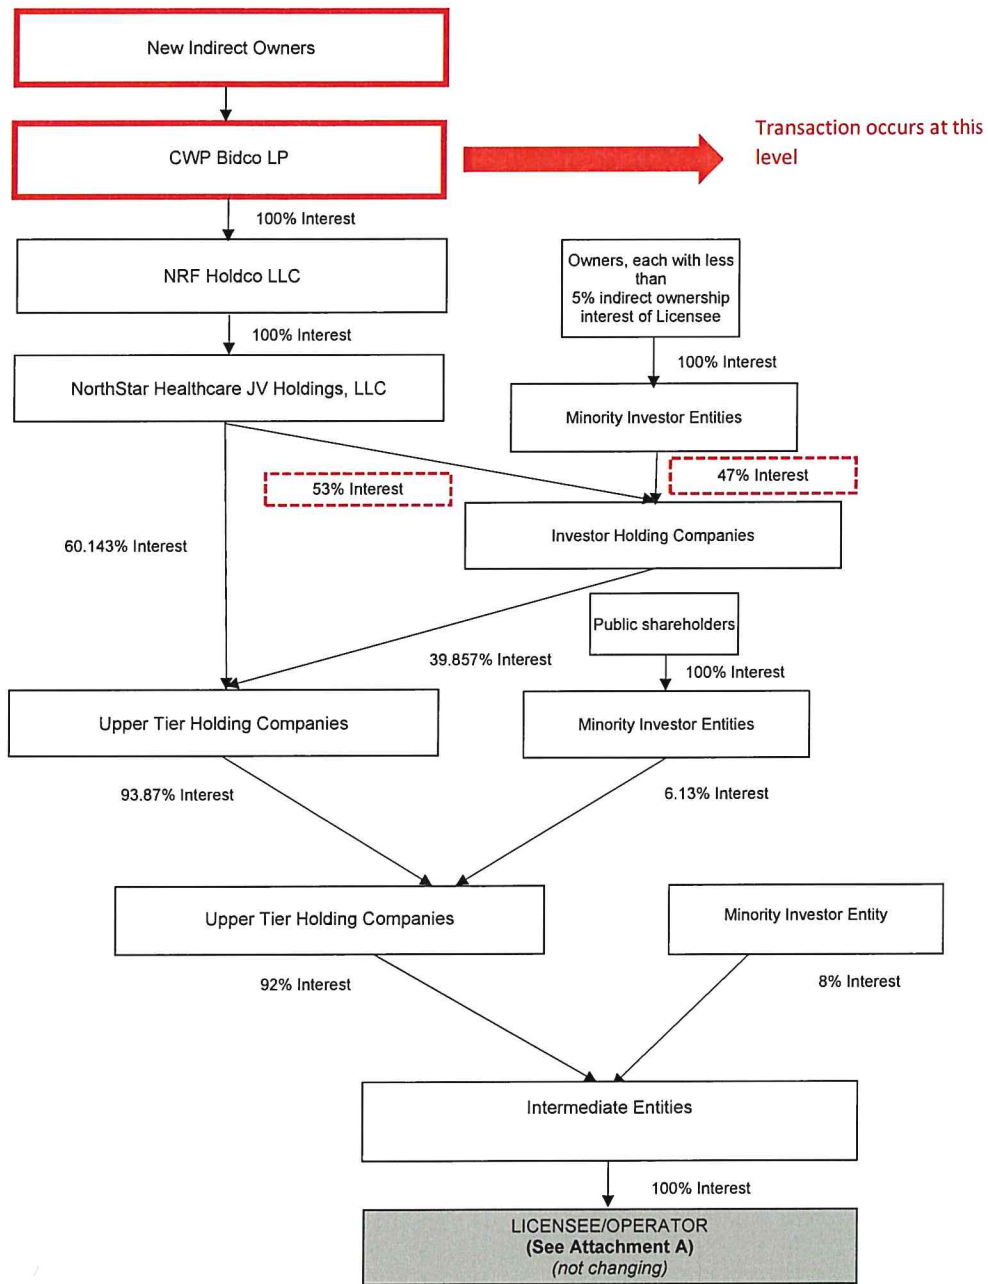 New Indirect Owners
CWP Bidco LP
Transaction occurs at this
level
100% Interest
NRF Holdco LLC
Owners, each with less
than
5% indirect ownership
interest of Licensee
100% Interest
100% Interest
NorthStar Healthcare JV Holdings, LLC
Minority Investor Entities
53% Interest
47% Interest
60.143% Interest
Investor Holding Companies
Public shareholders
39.857% Interest
100% Interest
Upper Tier Holding Companies
Minority Investor Entities
93.87% Interest
6.13% Interest
Upper Tier Holding Companies
Minority Investor Entity
92% Interest
8% Interest
Intermediate Entities
100% Interest
LICENSEE/OPERATOR
(See Attachment A)
(not changing)